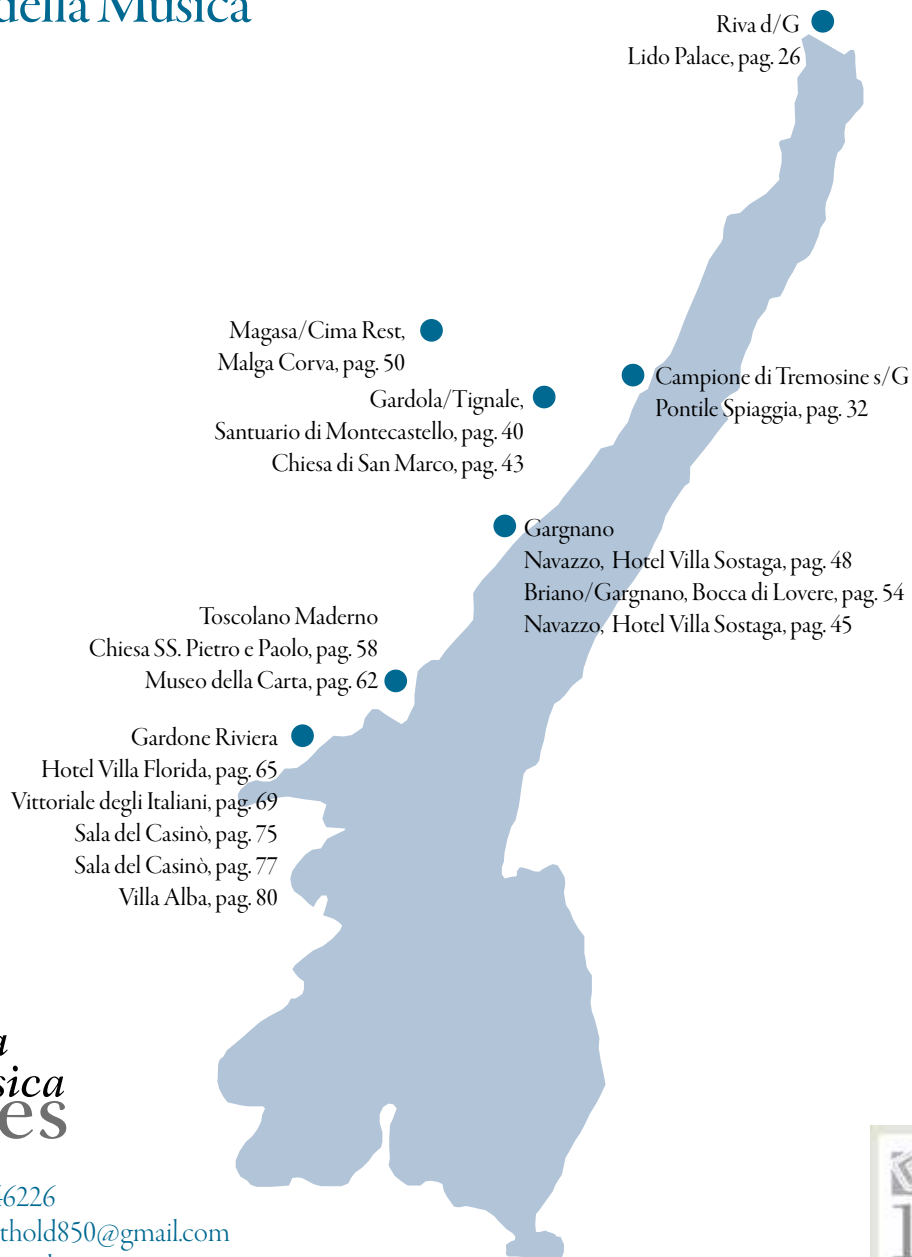 della Musica
Riva d/G
Lido Palace, pag. 26
Magasa/Cima Rest,
Malga Corva, pag. 50
Gardola/Tignale,
Santuario di Montecastello, pag. 40
Chiesa di San Marco, pag. 43
Campione di Tremosine s/G
Pontile Spiaggia, pag. 32
Gargnano
Navazzo, Hotel Villa Sostaga, pag. 48
Briano/Gargnano, Bocca di Lovere, pag. 54
Navazzo, Hotel Villa Sostaga, pag. 45
Toscolano Maderno
Chiesa SS. Pietro e Paolo, pag. 58
Museo della Carta, pag. 62
Gardone Riviera
Hotel Villa Florida, pag. 65
Vittoriale degli Italiani, pag. 69
Sala del Casinò, pag. 75
Sala del Casinò, pag. 77
Villa Alba, pag. 80
a
sica
es
46226
thold850@gmail.com